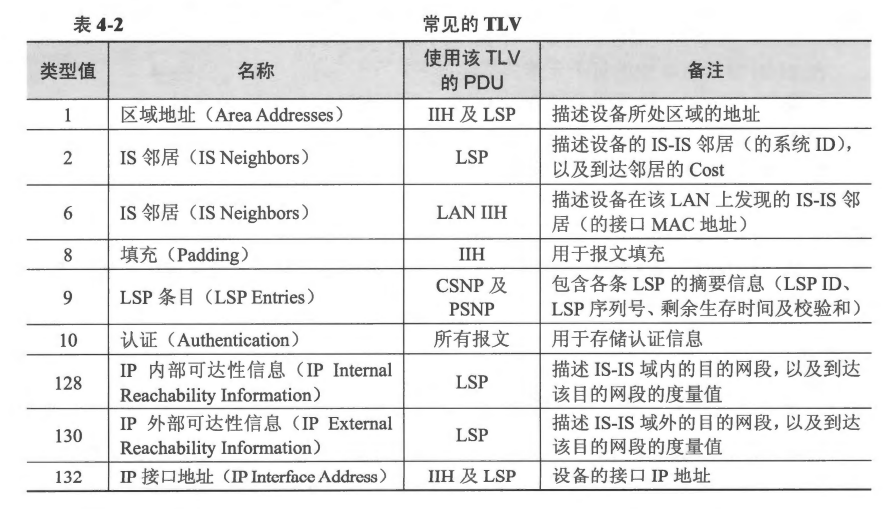 表 4-2 常见的 TLV
类型值 名称 使用该 TLV 的 PDU 备注
1 区域地址（Area Addresses） IIH 及 LSP 描述设备所处区域的地址
2 IS 邻居（IS Neighbors） LSP 描述设备的 IS-IS 邻居（的系统 ID），
以及到达邻居的 Cost
6 IS 邻居（IS Neighbors） LAN IIH 描述设备在该 LAN 上发现的 IS-IS 邻
居（的接口 MAC 地址）
8 填充（Padding） IIH 用于报文填充
9 LSP 条目（LSP Entries） CSNP 及 包含各条 LSP 的摘要信息（LSP ID、
PSNP LSP 序列号、剩余生存时间及校验和）
10 认证（Authentication） 所有报文 用于存储认证信息
128 IP 内部可达性信息（IP Internal LSP 描述 IS-IS 域内的目的网段，以及到达
Reachability Information） 该目的网段的度量值
130 IP 外部可达性信息（IP External LSP 描述 IS-IS 域外的目的网段，以及到达
Reachability Information） 该目的网段的度量值
132 IP 接口地址（IP Interface Address） IIH 及 LSP 设备的接口 IP 地址